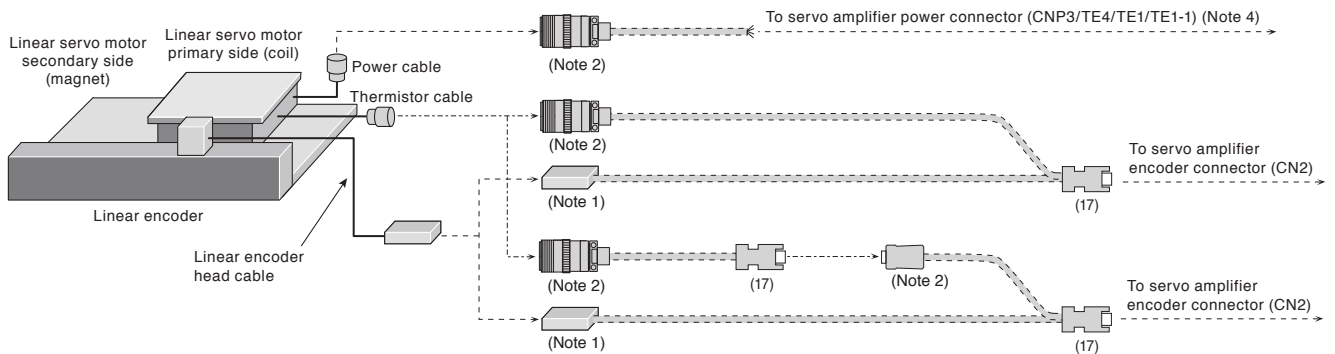 To servo amplifier power connector (CNP3/TE4/TE1/TE1-1) (Note 4)
Linear servo motor
secondary side
(magnet)
Linear servo motor
primary side (coil)
Power cable
(Note 2)
Thermistor cable
(Note 2)
To servo amplifier
encoder connector (CN2)
(Note 1)
(17)
Linear encoder
Linear encoder
head cable
(Note 2)
(17)
(Note 2)
To servo amplifier
encoder connector (CN2)
(Note 1)
(17)